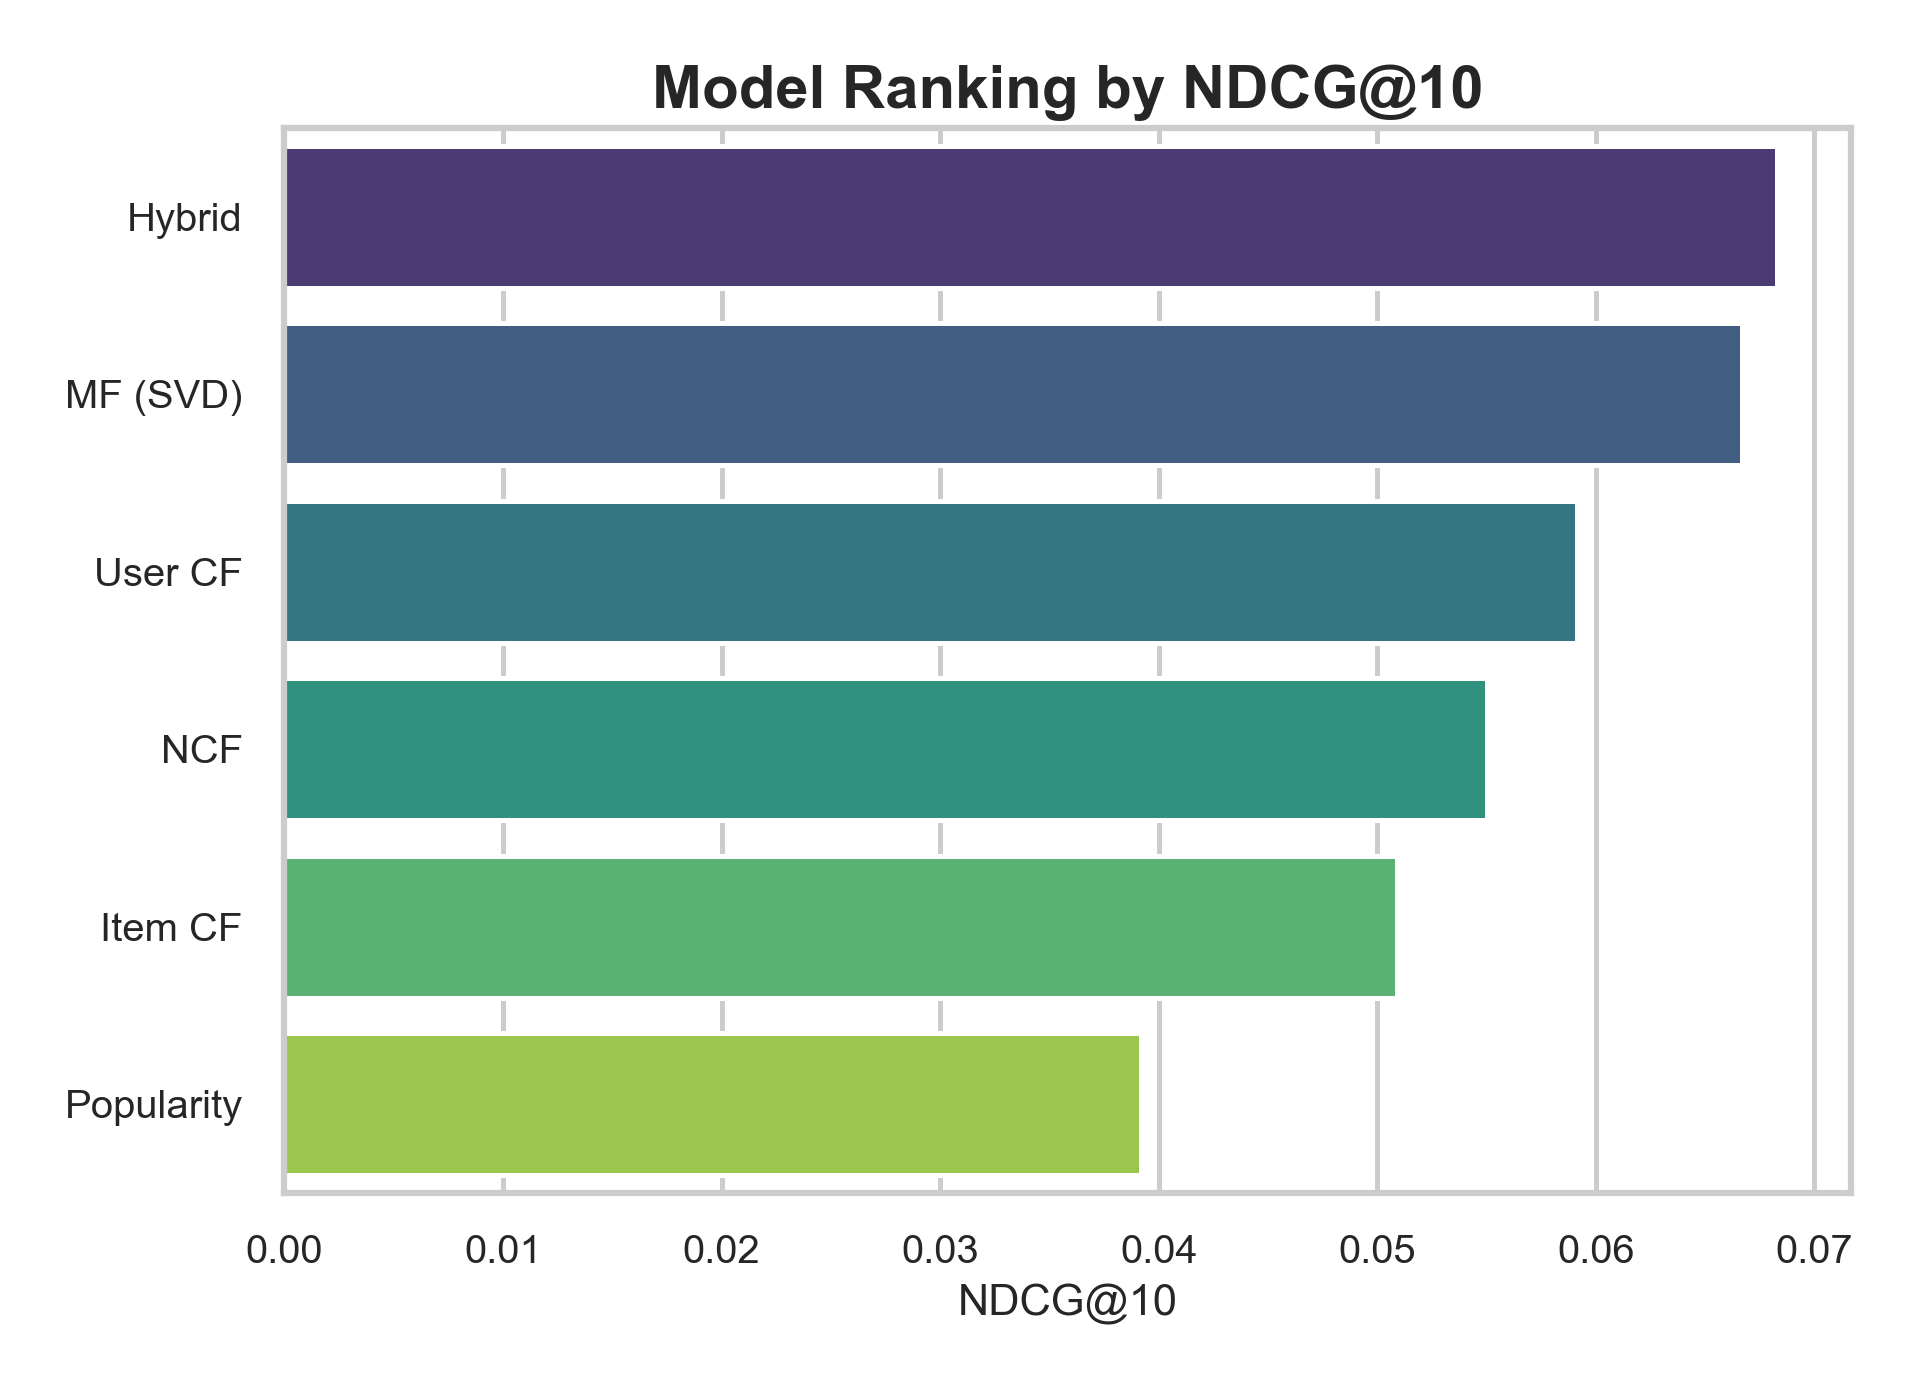 Model Ranking by NDCG@10
Hybrid
MF (SVD)
User CF
NCF
Item CF
Popularity
0.00 0.01 0.02 0.03 0.04 0.05 0.06 0.07
NDCG@10